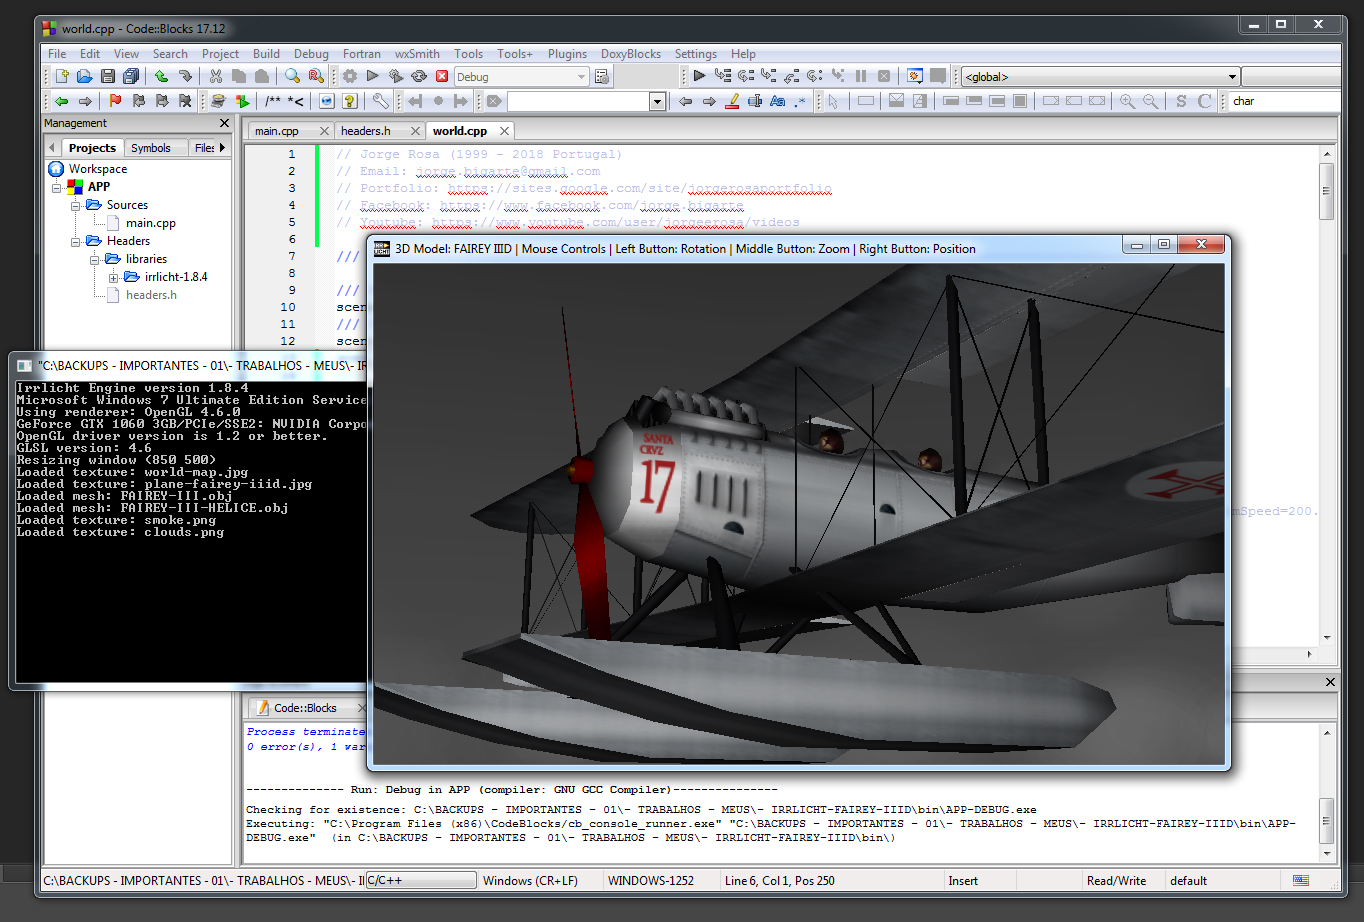 world.cpp - Code::Blocks 17.12
File Edit View Search Project Build Debug Fortran wxSmith Tools Tools+ Plugins DoxyBlocks Settings Help
Debug
<global>
/** *<
Aa .*
S C
char
Management
Projects Symbols Files
Workspace
APP
Sources
main.cpp
Headers
libraries
irrlicht-1.8.4
headers.h
main.cpp headers.h world.cpp
1 // Jorge Rosa (1999 - 2018 Portugal)
2 // Email: jorge.bigarte@gmail.com
3 // Portfolio: https://sites.google.com/site/jorgerosaportfolio
4 // Facebook: https://www.facebook.com/jorge.bigarte
5 // Youtube: https://www.youtube.com/user/jorgeerosa/videos
6
7 ///
8
9 ///
10 scen
11 ///
12 scen
mSpeed=200.
3D Model: FAIREY IIID | Mouse Controls | Left Button: Rotation | Middle Button: Zoom | Right Button: Position
SANTA
CRVZ
17
"C:\BACKUPS - IMPORTANTES - 01\- TRABALHOS - MEUS\- IR
Irrlicht Engine version 1.8.4
Microsoft Windows 7 Ultimate Edition Service
Using renderer: OpenGL 4.6.0
GeForce GTX 1060 3GB/PCIe/SSE2: NVIDIA Corpo
OpenGL driver version is 1.2 or better.
GLSL version: 4.6
Resizing window (850 500)
Loaded texture: world-map.jpg
Loaded texture: plane-fairey-iiid.jpg
Loaded mesh: FAIREY-III.obj
Loaded mesh: FAIREY-III-HELICE.obj
Loaded texture: smoke.png
Loaded texture: clouds.png
Code::Blocks
Process terminate
0 error(s), 1 war
-------------- Run: Debug in APP (compiler: GNU GCC Compiler)---------------
Checking for existence: C:\BACKUPS - IMPORTANTES - 01\- TRABALHOS - MEUS\- IRRLICHT-FAIREY-IIID\bin\APP-DEBUG.exe
Executing: "C:\Program Files (x86)\CodeBlocks/cb_console_runner.exe" "C:\BACKUPS - IMPORTANTES - 01\- TRABALHOS - MEUS\- IRRLICHT-FAIREY-IIID\bin\APP-
DEBUG.exe"  (in C:\BACKUPS - IMPORTANTES - 01\- TRABALHOS - MEUS\- IRRLICHT-FAIREY-IIID\bin\)
C:\BACKUPS - IMPORTANTES - 01\- TRABALHOS - MEUS\- II C/C++ Windows (CR+LF) WINDOWS-1252 Line 6, Col 1, Pos 250 Insert Read/Write default